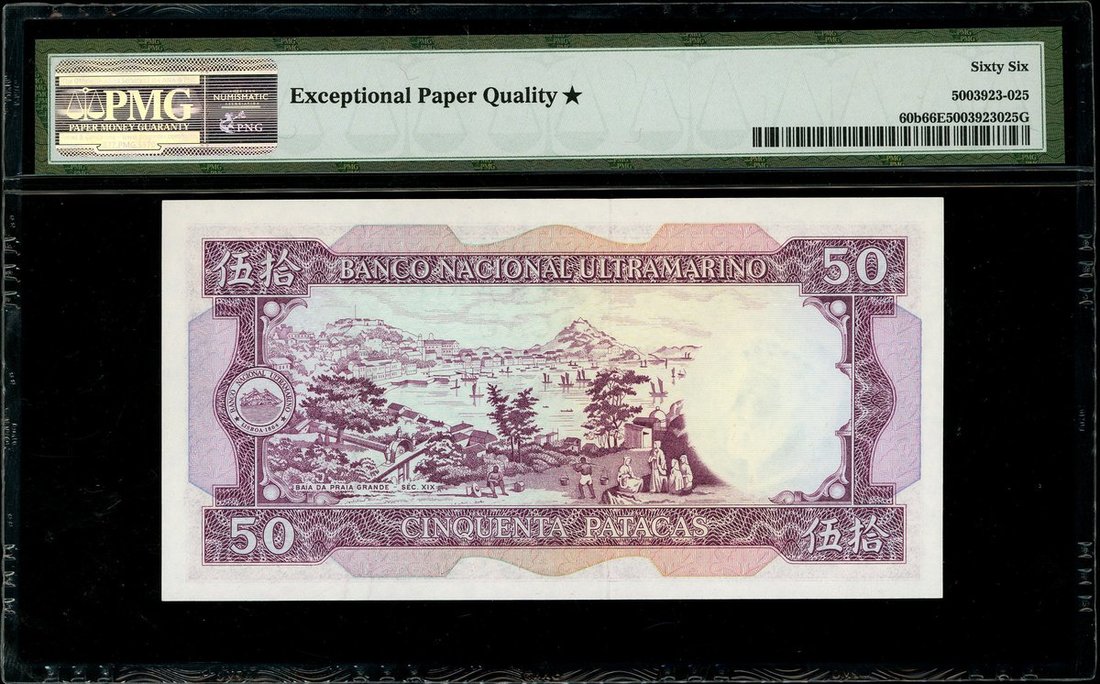 PMG
PAPER MONEY GUARANTY
NUMISMATIC
PNG
Exceptional Paper Quality ★
Sixty Six
5003923-025
60b66E5003923025G
伍拾
BANCO NACIONAL ULTRAMARINO
50
BANCO NACIONAL ULTRAMARINO
LISBOA·1864
BAIA DA PRAIA GRANDE - SÉC. XIX
50
CINQUENTA PATACAS
伍拾